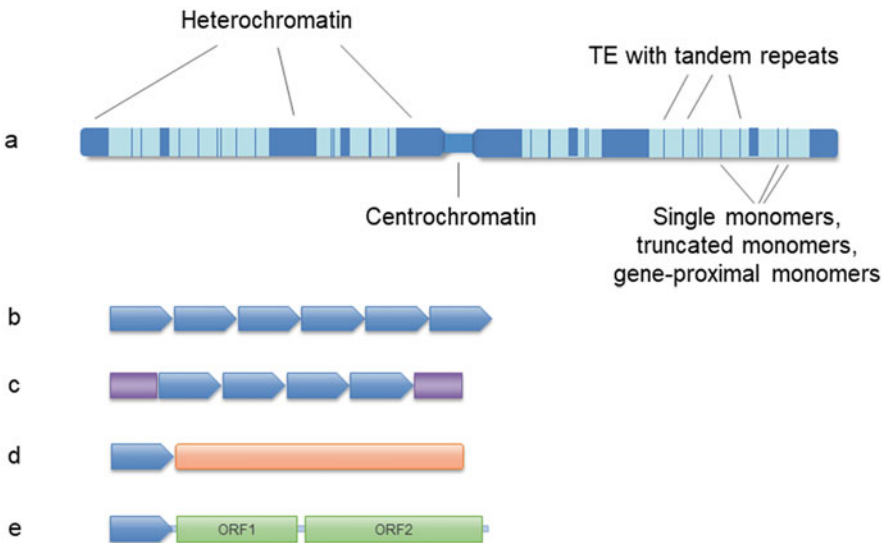 Heterochromatin
TE with tandem repeats
a
Centrochromatin
Single monomers,
truncated monomers,
gene-proximal monomers
b
c
d
e
ORF1
ORF2